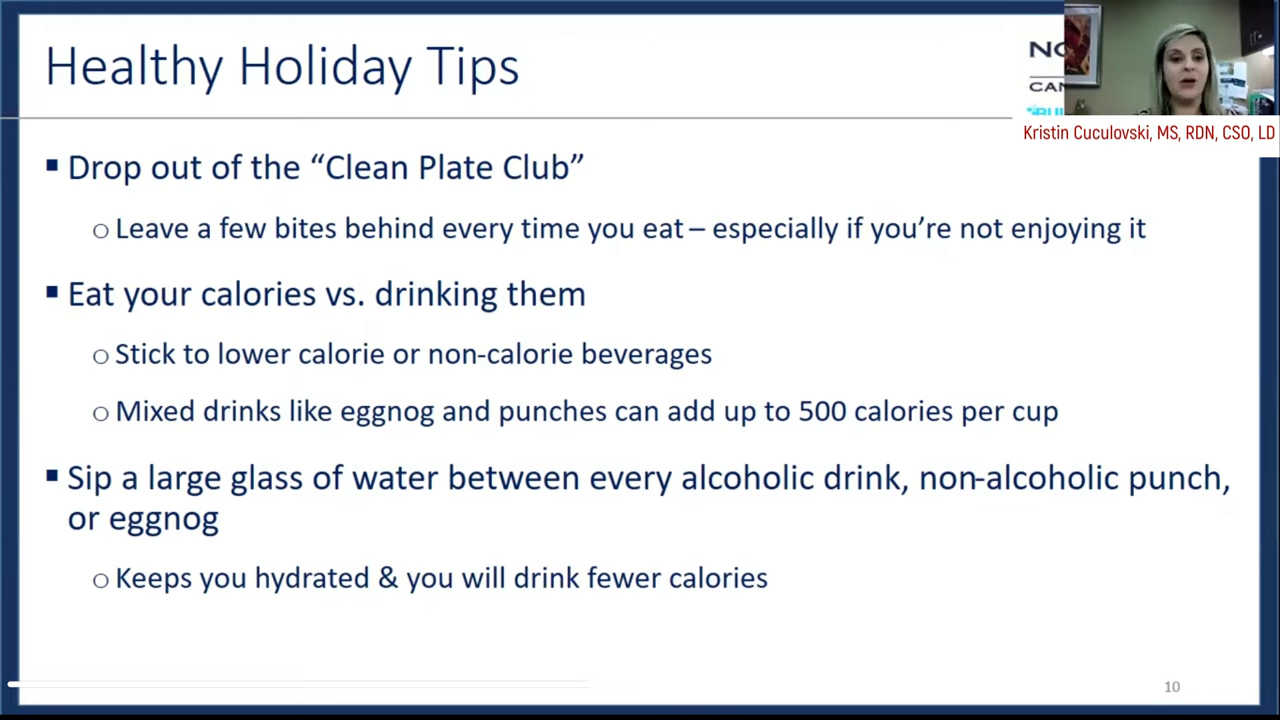 Healthy Holiday Tips
Kristin Cuculovski, MS, RDN, CSO, LD
▪ Drop out of the “Clean Plate Club”
o Leave a few bites behind every time you eat – especially if you’re not enjoying it
▪ Eat your calories vs. drinking them
o Stick to lower calorie or non-calorie beverages
o Mixed drinks like eggnog and punches can add up to 500 calories per cup
▪ Sip a large glass of water between every alcoholic drink, non-alcoholic punch,
or eggnog
o Keeps you hydrated & you will drink fewer calories
10